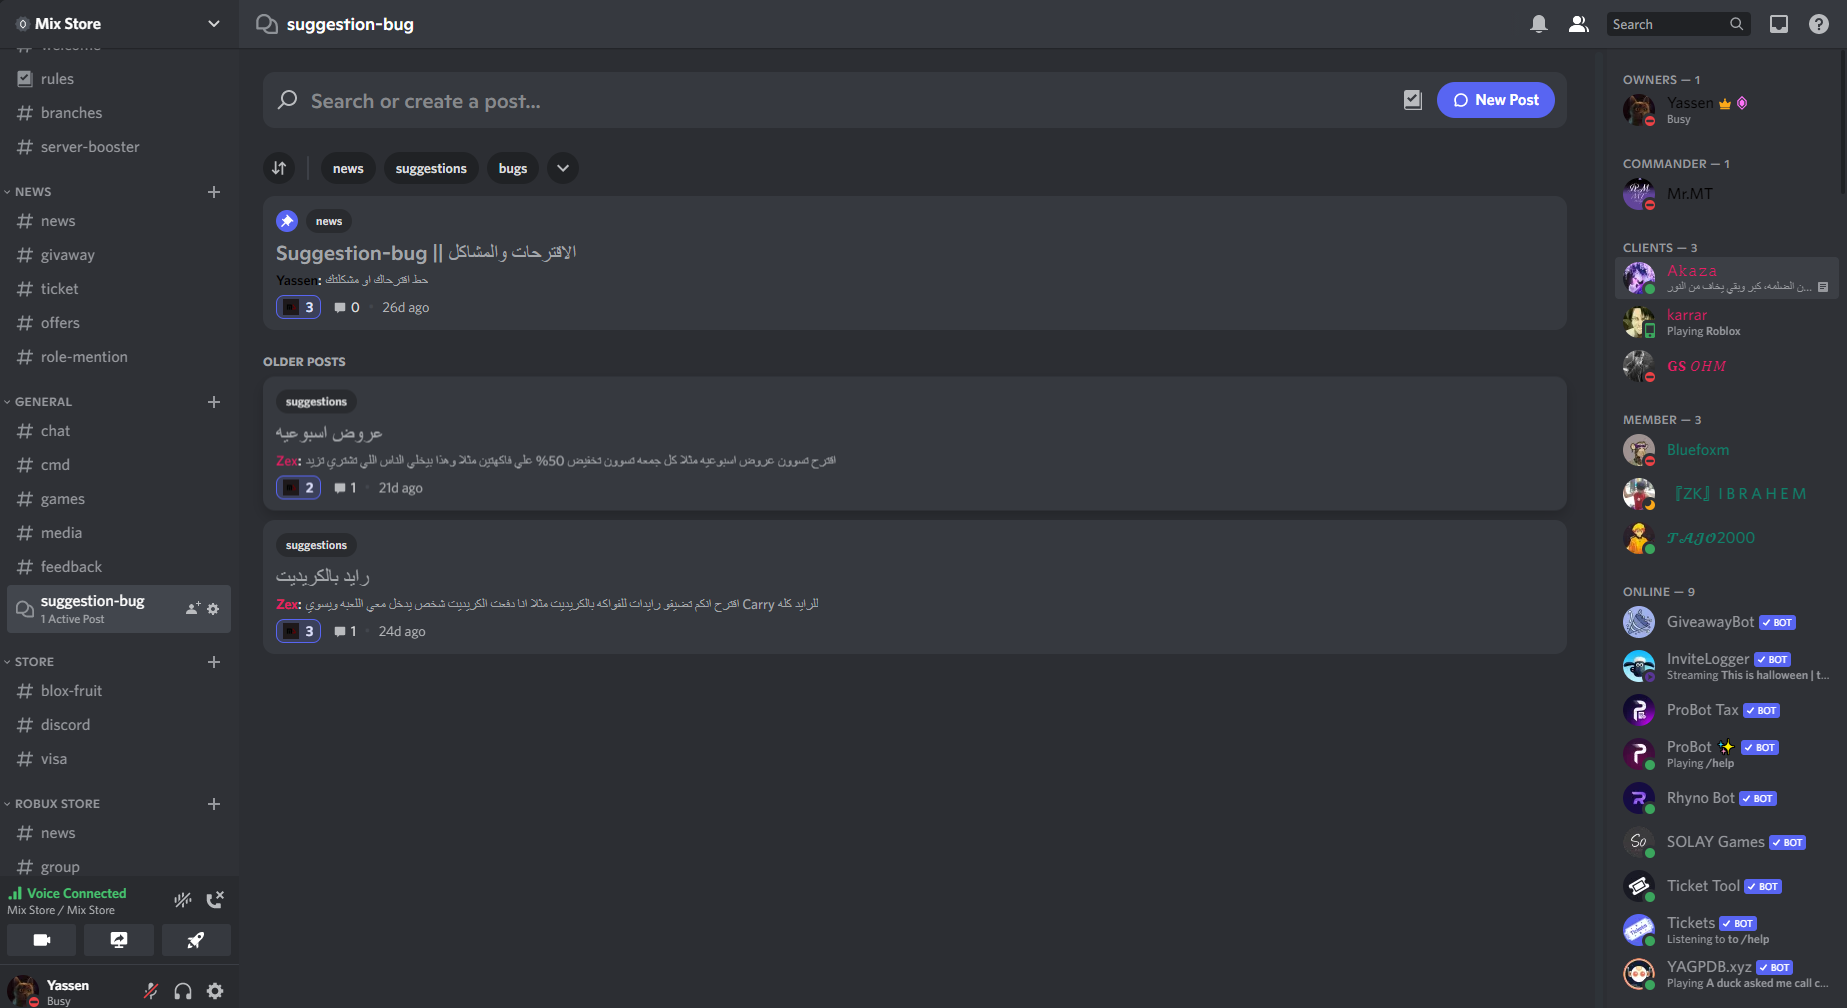 Mix Store
welcome
rules
branches
server-booster
NEWS
news
givaway
ticket
offers
role-mention
GENERAL
chat
cmd
games
media
feedback
suggestion-bug
1 Active Post
STORE
blox-fruit
discord
visa
ROBUX STORE
news
group
Voice Connected
Mix Store / Mix Store
Yassen
Busy
suggestion-bug
Search
Search or create a post...
New Post
news
suggestions
bugs
news
Suggestion-bug || الاقترحات والمشاكل
Yassen: حط اقترحاك او مشكلتك
3 0 • 26d ago
OLDER POSTS
suggestions
عروض اسبوعيه
Zex: اقترح تسوون عروض اسبوعيه مثلا كل جمعه تسوون تخفيض 50% علي فاكهتين مثلا وهذا بيخلي الناس اللي تشتري تزيد
2 1 • 21d ago
suggestions
رايد بالكريديت
Zex: اقترح انكم تضيفو رايدات للفواكه بالكريديت مثلا انا دفعت الكريديت شخص يدخل معي اللعبه ويسوي Carry للرايد كله
3 1 • 24d ago
OWNERS — 1
Yassen
Busy
COMMANDER — 1
Mr.MT
CLIENTS — 3
Akaza
ن الضلمه، كبر وبقي يخاف من النور...
karrar
Playing Roblox
GS OHM
MEMBER — 3
Bluefoxm
『ZK』 I B R A H E M
TAJO2000
ONLINE — 9
GiveawayBot BOT
InviteLogger BOT
Streaming This is halloween | t...
ProBot Tax BOT
ProBot ✨ BOT
Playing /help
Rhyno Bot BOT
So
SOLAY Games BOT
Ticket Tool BOT
Tickets BOT
Listening to to /help
YAGPDB.xyz BOT
Playing A duck asked me call c...